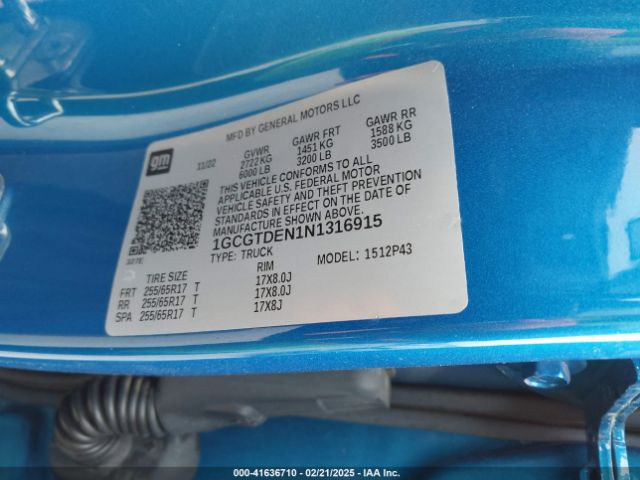 MFD BY GENERAL MOTORS LLC
gm
11/22
GVWR GAWR FRT GAWR RR
2722 KG 1451 KG 1588 KG
6000 LB 3200 LB 3500 LB
THIS VEHICLE CONFORMS TO ALL
APPLICABLE U.S. FEDERAL MOTOR
VEHICLE SAFETY AND THEFT PREVENTION
STANDARDS IN EFFECT ON THE DATE OF
MANUFACTURE SHOWN ABOVE.
1GCGTDEN1N1316915
TYPE: TRUCK MODEL: 1512P43
TIRE SIZE RIM
FRT 255/65R17 T 17X8.0J
RR 255/65R17 T 17X8.0J
SPA 255/65R17 T 17X8J
000-41636710 - 02/21/2025 - IAA Inc.